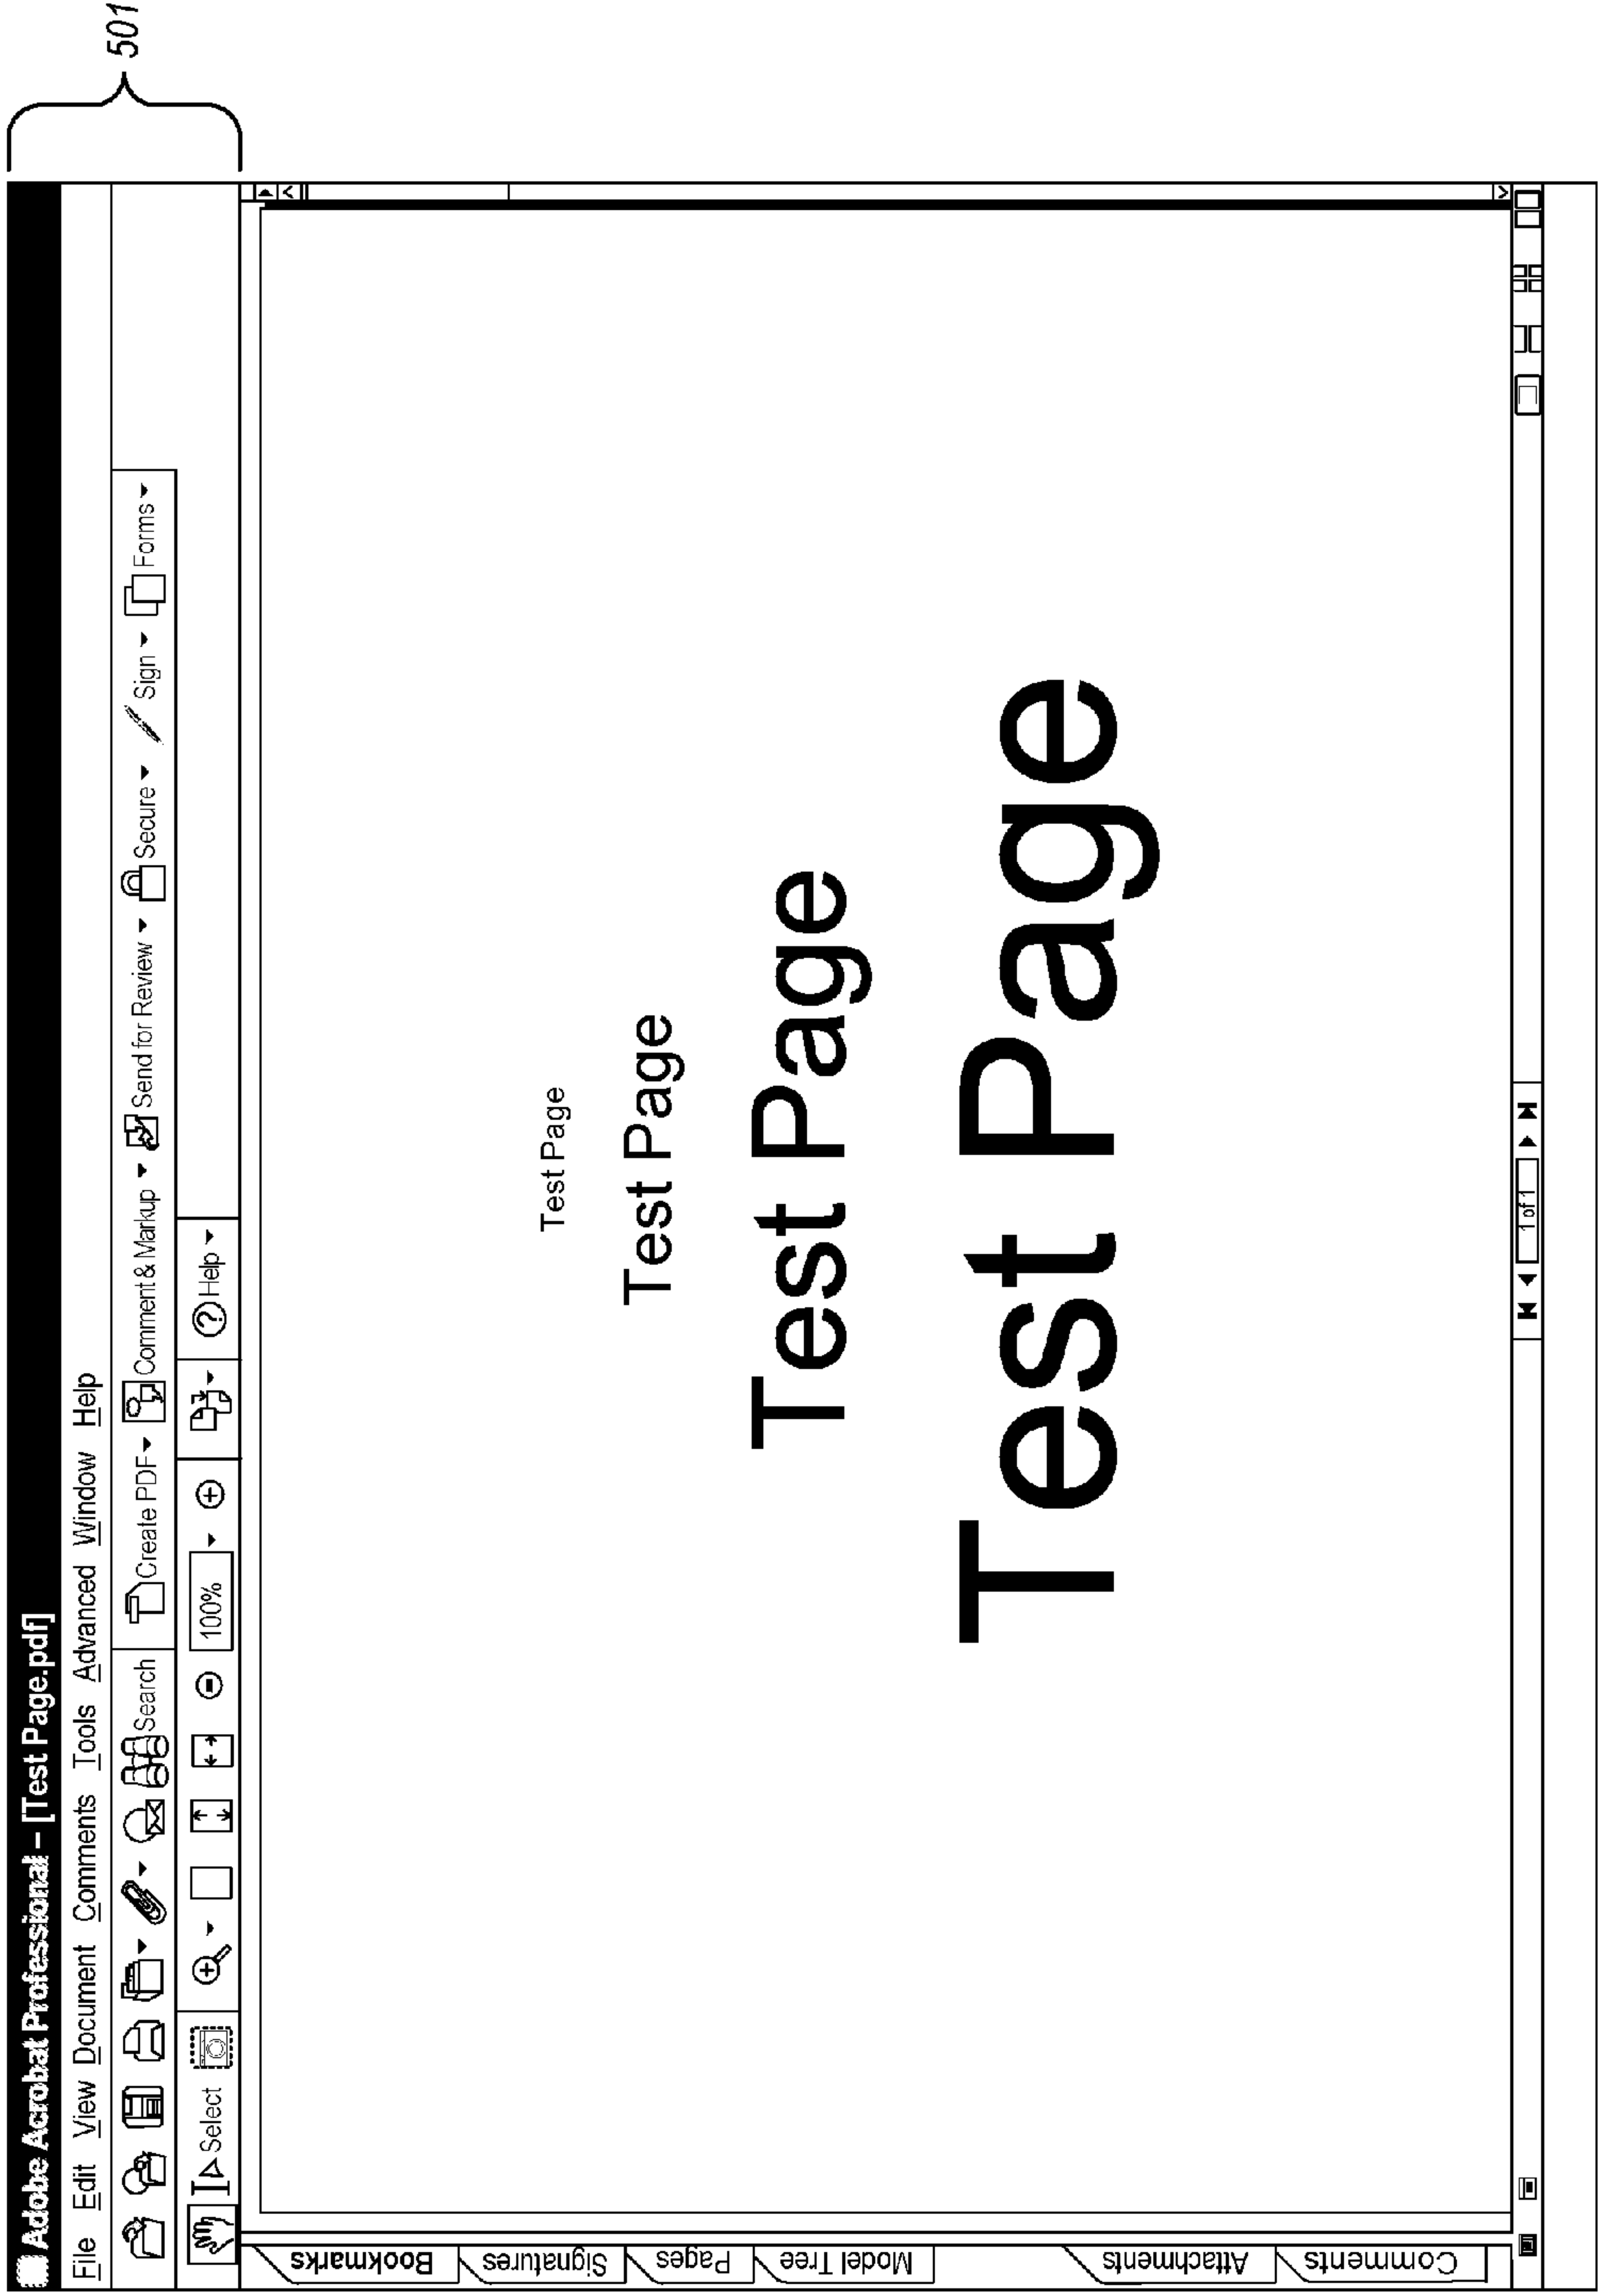 501
Adobe Acrobat Professional – [Test Page.pdf]
File Edit View Document Comments Tools Advanced Window Help
Search Create PDF Comment & Markup Send for Review Secure Sign Forms
Select 100% Help
Bookmarks
Signatures
Pages
Model Tree
Attachments
Comments
Test Page
Test Page
Test Page
Test Page
1 of 1